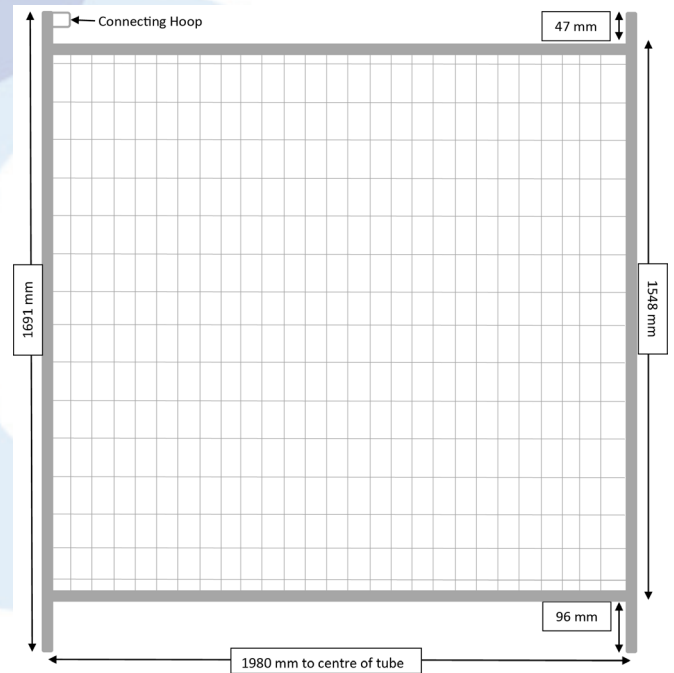 Connecting Hoop
47 mm
1691 mm
1548 mm
96 mm
1980 mm to centre of tube